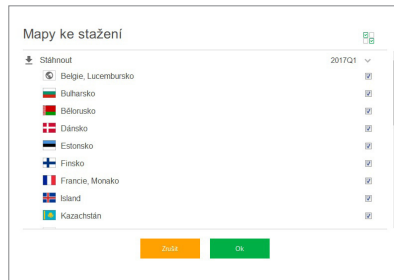 Mapy ke stažení
Stáhnout 2017Q1
Belgie, Lucembursko
Bulharsko
Bělorusko
Dánsko
Estonsko
Finsko
Francie, Monako
Island
Kazachstán
Zrušit Ok